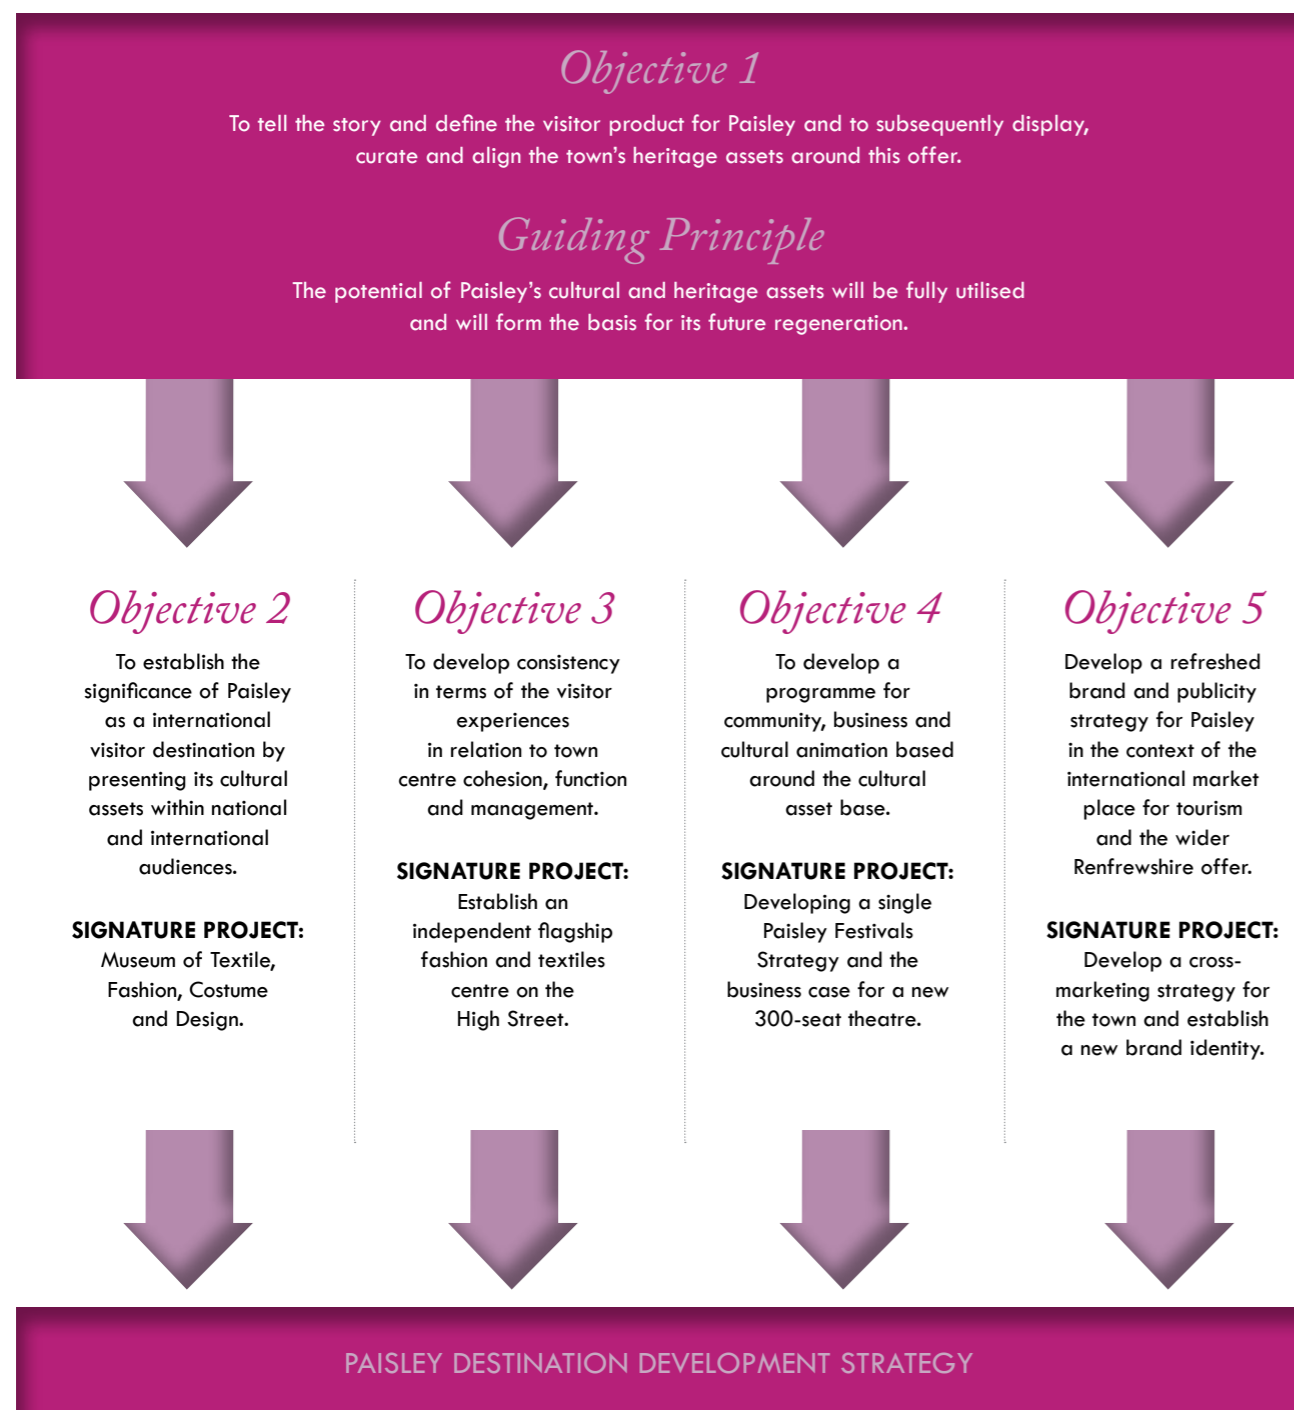 Objective 1
To tell the story and define the visitor product for Paisley and to subsequently display,
curate and align the town's heritage assets around this offer.
Guiding Principle
The potential of Paisley's cultural and heritage assets will be fully utilised
and will form the basis for its future regeneration.
Objective 2
To establish the
significance of Paisley
as a international
visitor destination by
presenting its cultural
assets within national
and international
audiences.
SIGNATURE PROJECT:
Museum of Textile,
Fashion, Costume
and Design.
Objective 3
To develop consistency
in terms of the visitor
experiences
in relation to town
centre cohesion, function
and management.
SIGNATURE PROJECT:
Establish an
independent flagship
fashion and textiles
centre on the
High Street.
Objective 4
To develop a
programme for
community, business and
cultural animation based
around the cultural
asset base.
SIGNATURE PROJECT:
Developing a single
Paisley Festivals
Strategy and the
business case for a new
300-seat theatre.
Objective 5
Develop a refreshed
brand and publicity
strategy for Paisley
in the context of the
international market
place for tourism
and the wider
Renfrewshire offer.
SIGNATURE PROJECT:
Develop a cross-
marketing strategy for
the town and establish
a new brand identity.
PAISLEY DESTINATION DEVELOPMENT STRATEGY